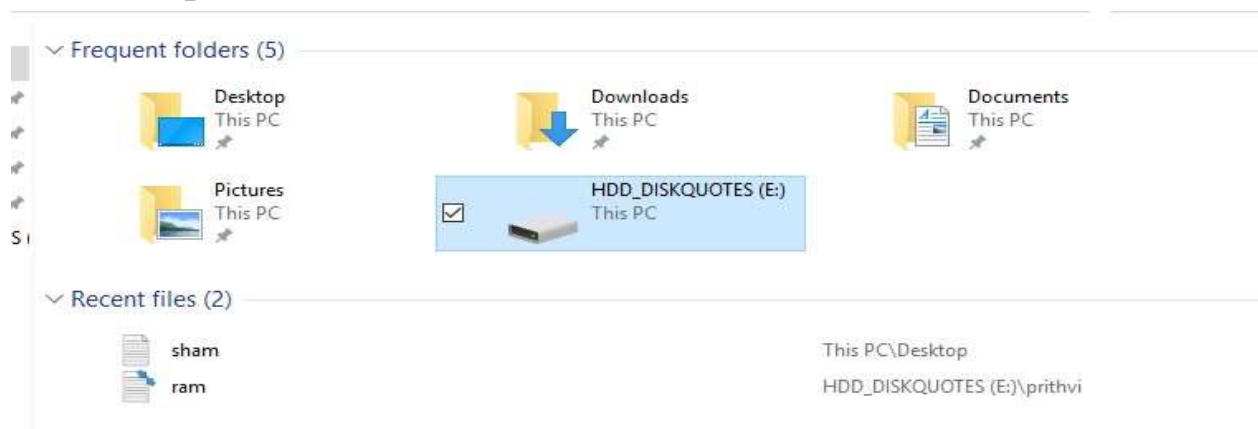 Frequent folders (5)
Desktop
This PC
Downloads
This PC
Documents
This PC
Pictures
This PC
HDD_DISKQUOTES (E:)
This PC
S (
Recent files (2)
sham This PC\Desktop
ram HDD_DISKQUOTES (E:)\prithvi